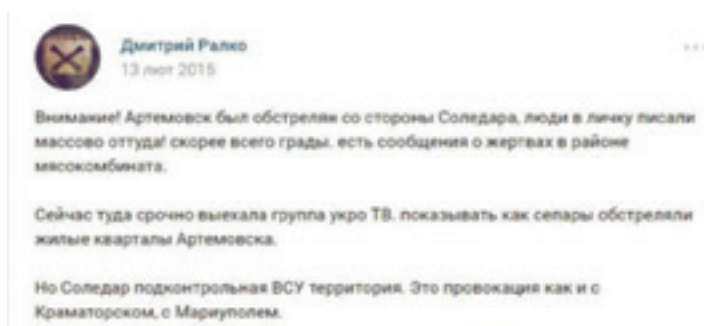 Дмитрий Ралко
13 лют 2015
Внимание! Артемовск был обстрелян со стороны Соледара, люди в личку писали
массово оттуда! скорее всего грады. есть сообщения о жертвах в районе
мясокомбината.
Сейчас туда срочно выехала группа укро ТВ. показывать как сепары обстреляли
жилые квараталы Артемовска.
Но Соледар подконтрольная ВСУ территория. Это провокация как и с
Краматорском, с Мариуполем.